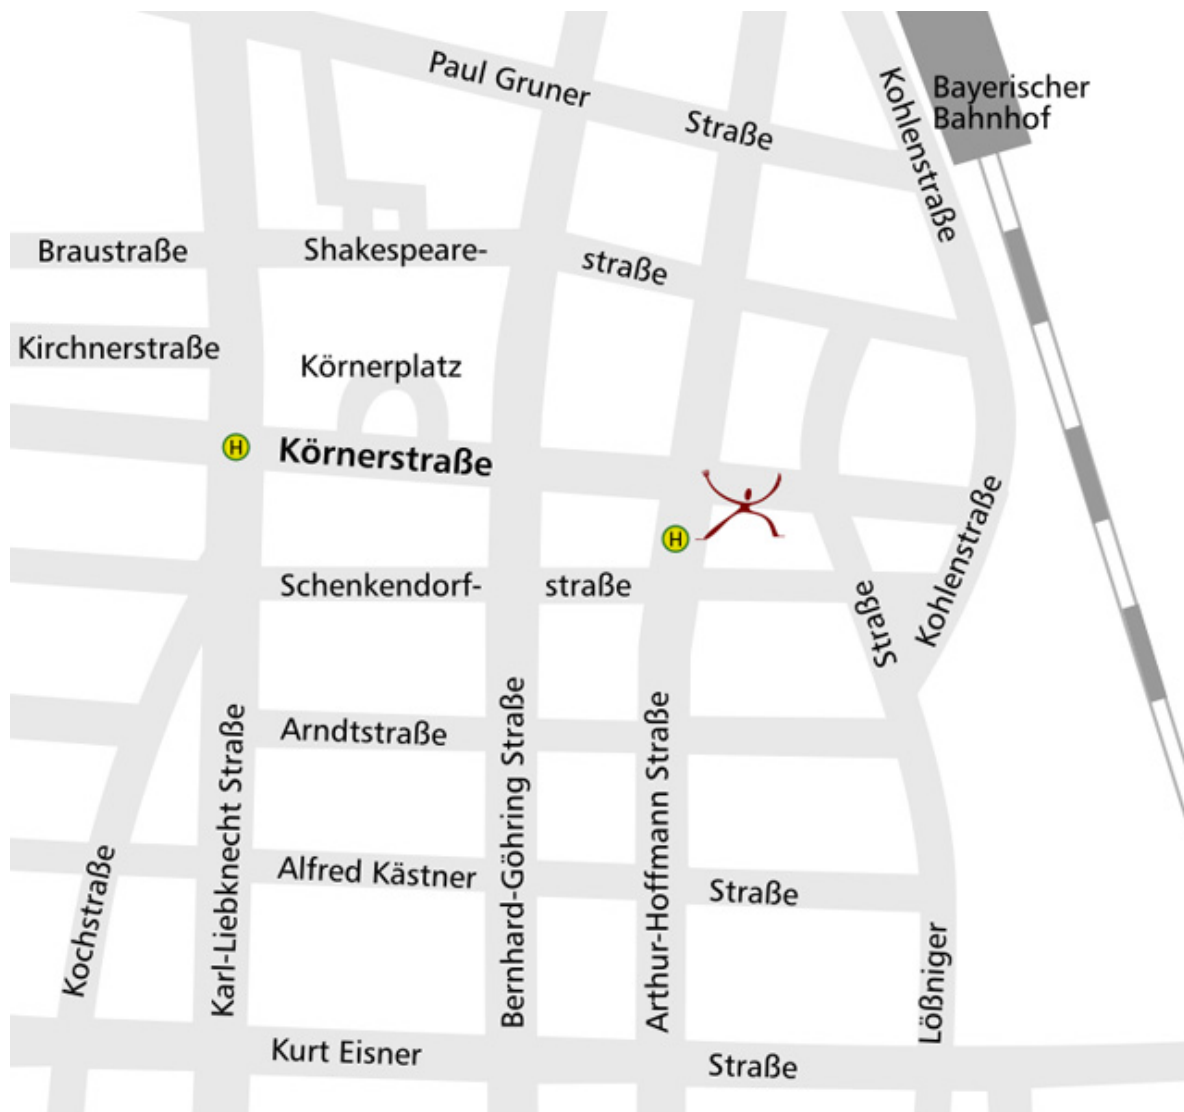 Paul Gruner
Straße
Kohlenstraße
Bayerischer
Bahnhof
Braustraße
Shakespeare-
straße
Kirchnerstraße
Körnerplatz
H
Körnerstraße
H
Schenkendorf-
straße
Straße
Kohlenstraße
Arndtstraße
Karl-Liebknecht Straße
Bernhard-Göhring Straße
Arthur-Hoffmann Straße
Kochstraße
Alfred Kästner
Straße
Lößniger
Kurt Eisner
Straße